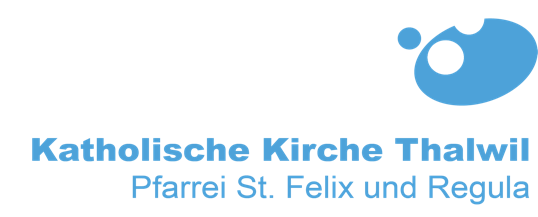 Katholische Kirche Thalwil
Pfarrei St. Felix und Regula